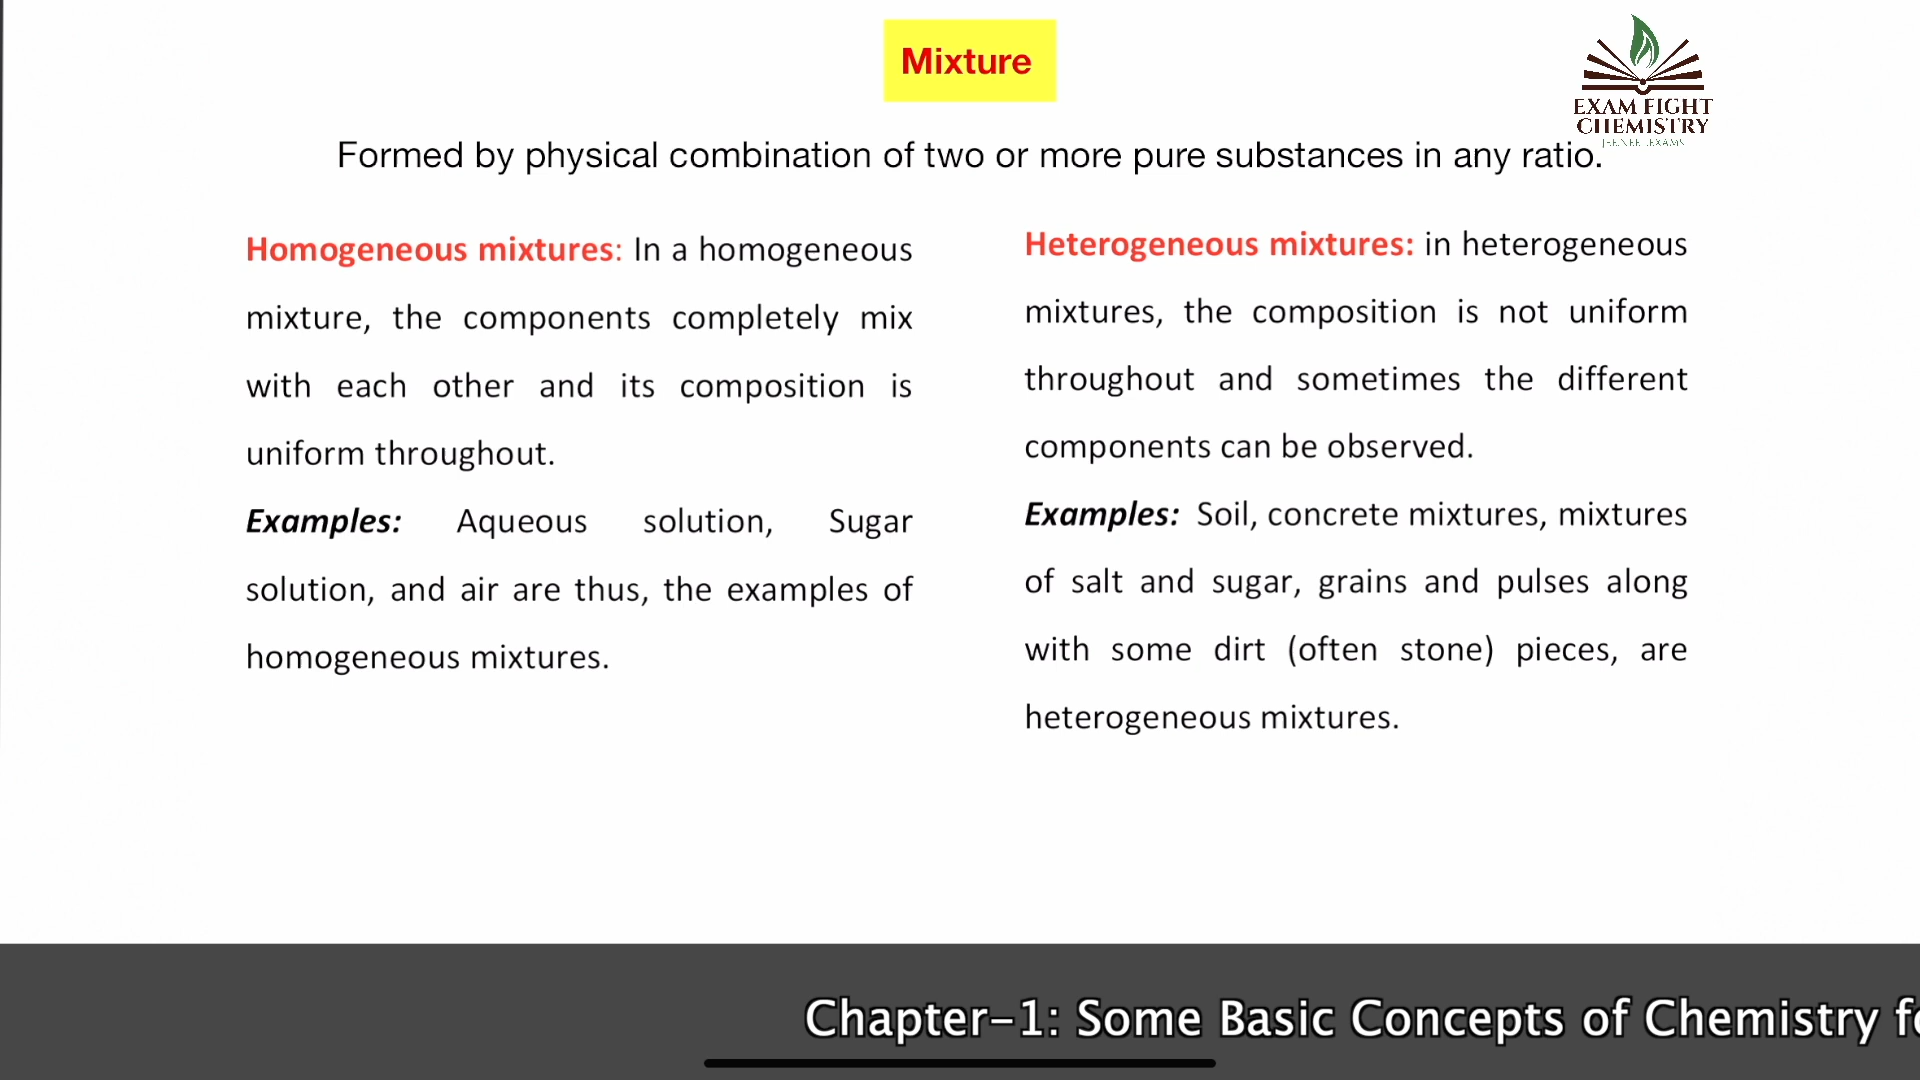 Mixture
EXAM FIGHT
CHEMISTRY
Formed by physical combination of two or more pure substances in any ratio.
Homogeneous mixtures: In a homogeneous
mixture, the components completely mix
with each other and its composition is
uniform throughout.
Examples: Aqueous solution, Sugar
solution, and air are thus, the examples of
homogeneous mixtures.
Heterogeneous mixtures: in heterogeneous
mixtures, the composition is not uniform
throughout and sometimes the different
components can be observed.
Examples: Soil, concrete mixtures, mixtures
of salt and sugar, grains and pulses along
with some dirt (often stone) pieces, are
heterogeneous mixtures.
Chapter-1: Some Basic Concepts of Chemistry